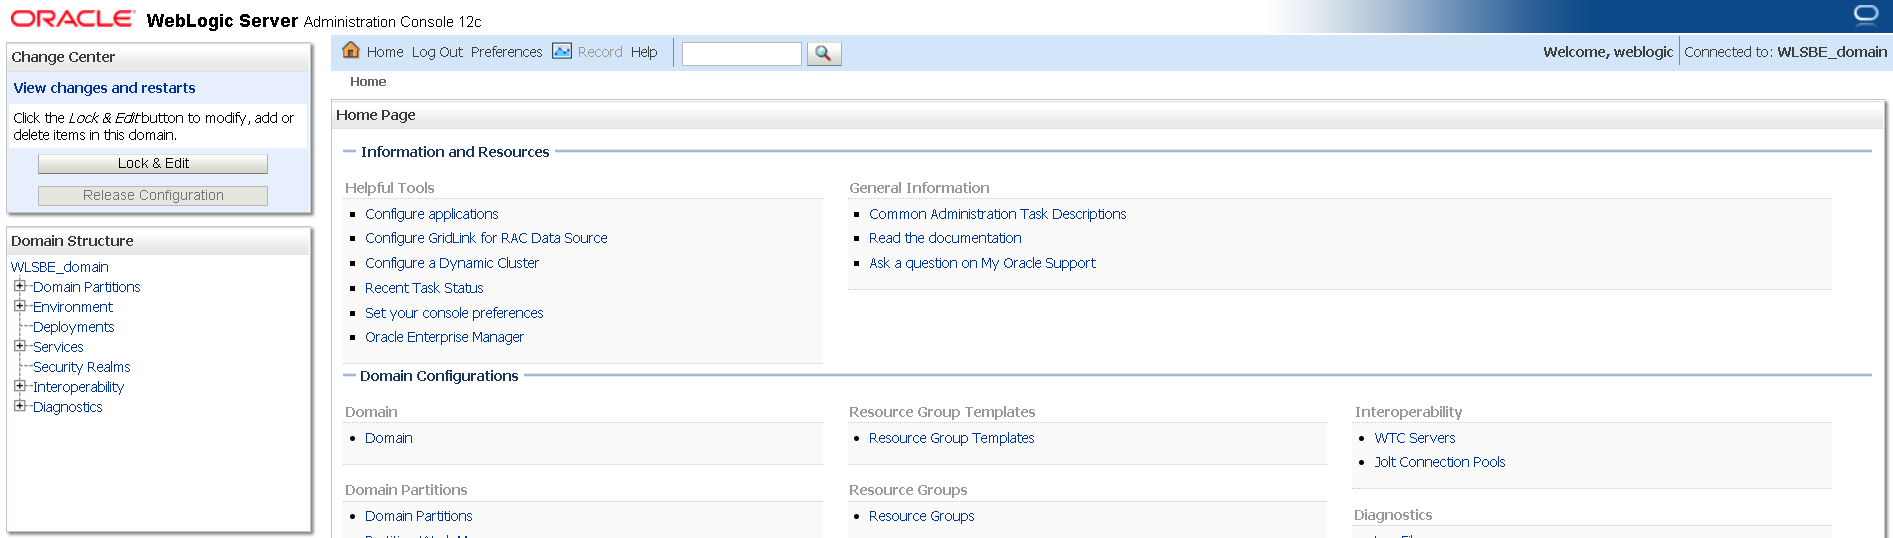 ORACLE WebLogic Server Administration Console 12c
Change Center
View changes and restarts
Click the Lock & Edit button to modify, add or
delete items in this domain.
Lock & Edit
Release Configuration
Domain Structure
WLSBE_domain
Domain Partitions
Environment
Deployments
Services
Security Realms
Interoperability
Diagnostics
Home Log Out Preferences Record Help
Welcome, weblogic Connected to: WLSBE_domain
Home
Home Page
Information and Resources
Helpful Tools
Configure applications
Configure GridLink for RAC Data Source
Configure a Dynamic Cluster
Recent Task Status
Set your console preferences
Oracle Enterprise Manager
General Information
Common Administration Task Descriptions
Read the documentation
Ask a question on My Oracle Support
Domain Configurations
Domain
Domain
Domain Partitions
Domain Partitions
Resource Group Templates
Resource Group Templates
Resource Groups
Resource Groups
Interoperability
WTC Servers
Jolt Connection Pools
Diagnostics